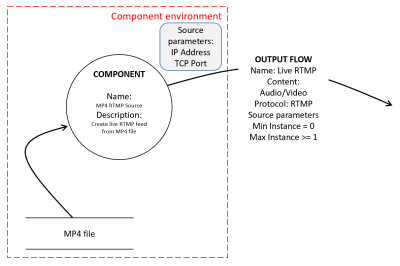 Component environment
Source
parameters:
IP Address
TCP Port
COMPONENT
Name:
MP4 RTMP Source
Description:
Create live RTMP feed
from MP4 file
OUTPUT FLOW
Name: Live RTMP
Content:
Audio/Video
Protocol: RTMP
Source parameters
Min Instance = 0
Max Instance >= 1
MP4 file